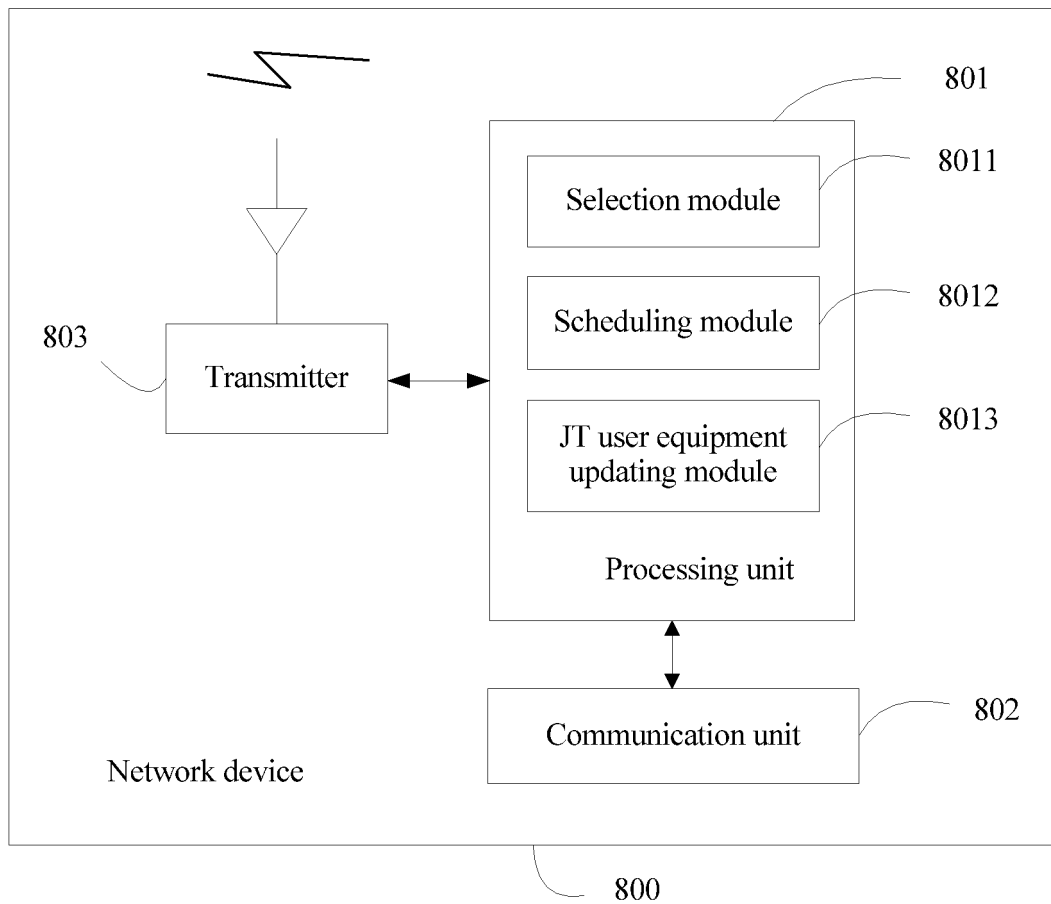 801
Selection module
8011
Scheduling module
8012
803
Transmitter
JT user equipment
updating module
8013
Processing unit
Communication unit
802
Network device
800